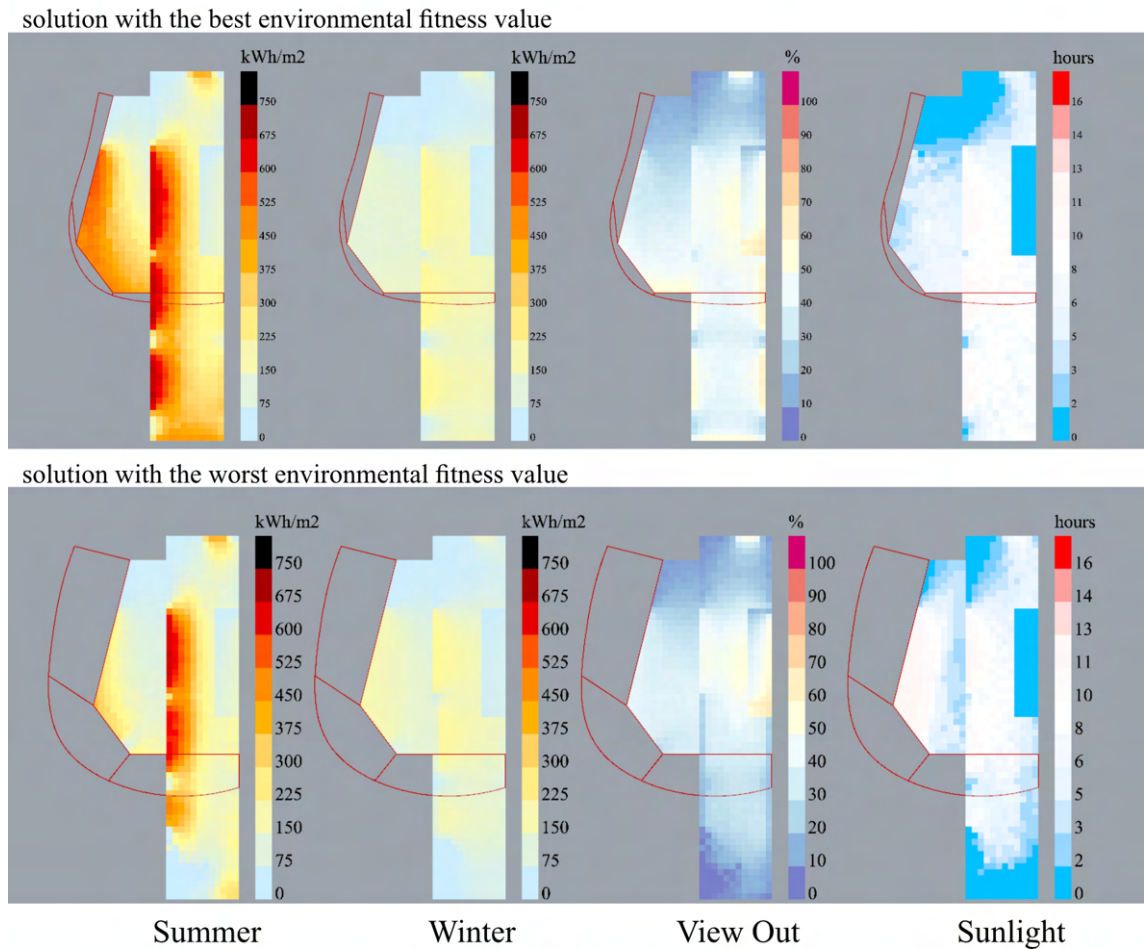 solution with the best environmental fitness value
kWh/m2 kWh/m2 % hours
750 750 100 16
675 675 90 14
600 600 80 13
525 525 70 11
450 450 60 10
375 375 50 8
300 300 40 6
225 225 30 5
150 150 20 3
75 75 10 2
0 0 0 0
solution with the worst environmental fitness value
kWh/m2 kWh/m2 % hours
750 750 100 16
675 675 90 14
600 600 80 13
525 525 70 11
450 450 60 10
375 375 50 8
300 300 40 6
225 225 30 5
150 150 20 3
75 75 10 2
0 0 0 0
Summer Winter View Out Sunlight